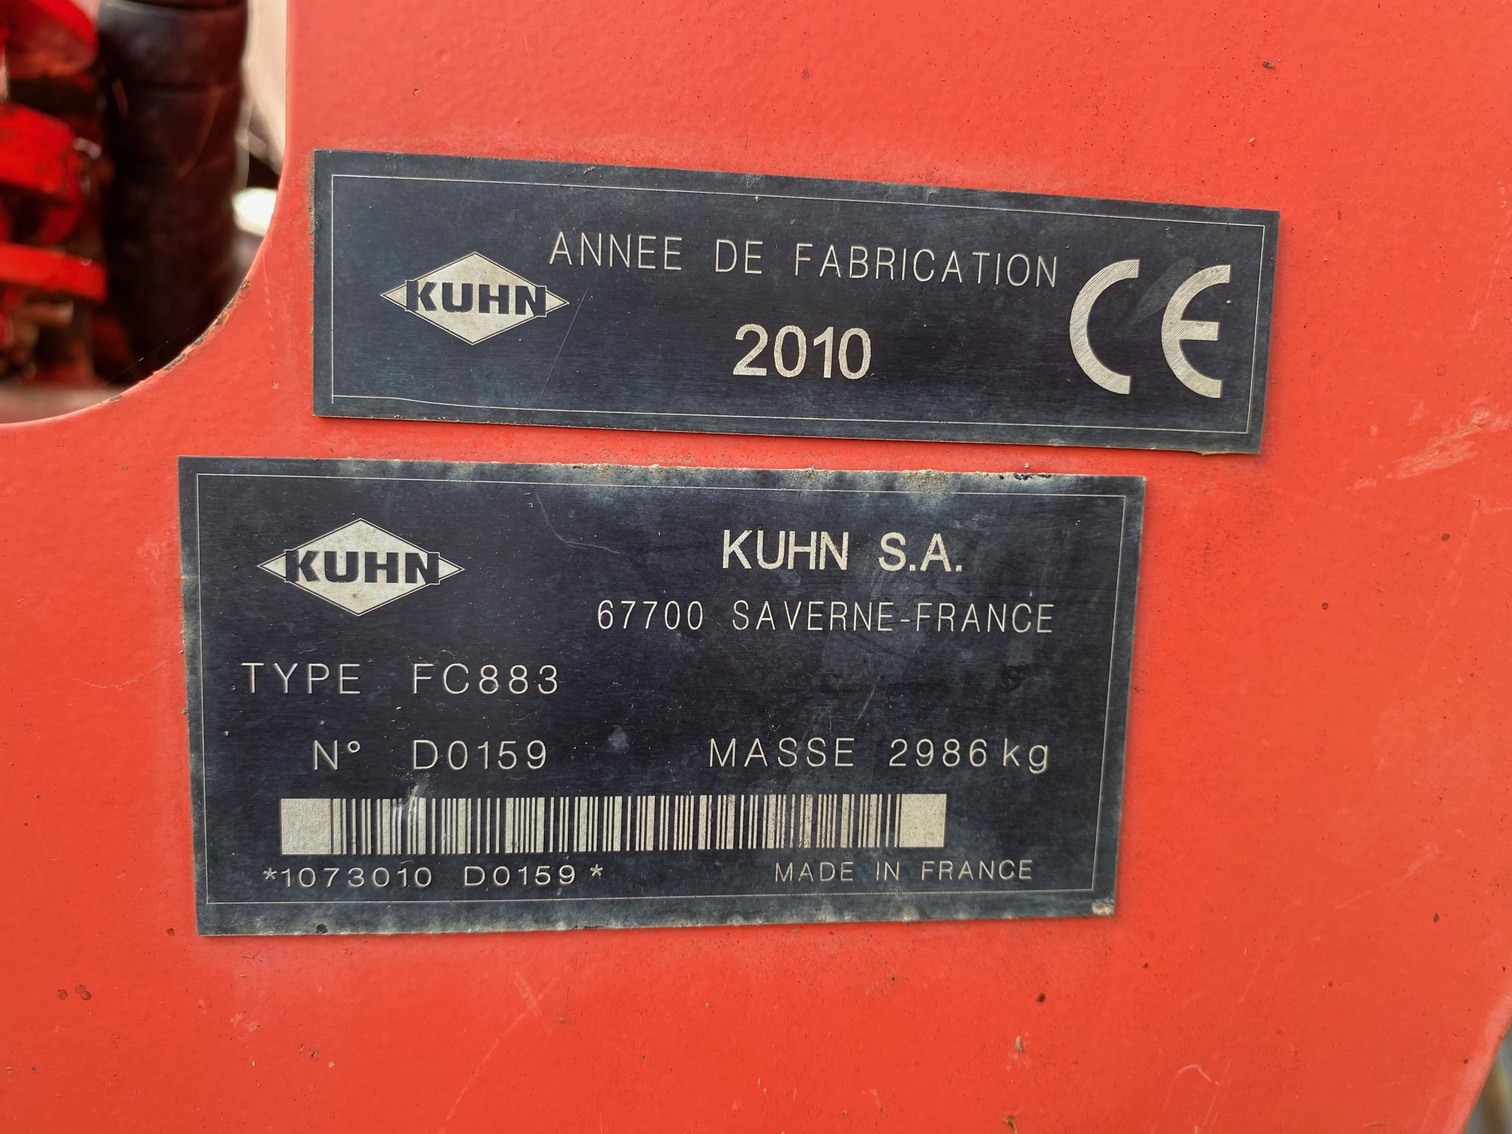 KUHN
ANNEE DE FABRICATION
2010
CE
KUHN
KUHN S.A.
67700 SAVERNE-FRANCE
TYPE FC883
N° D0159 MASSE 2986 kg
*1073010 D0159*
MADE IN FRANCE